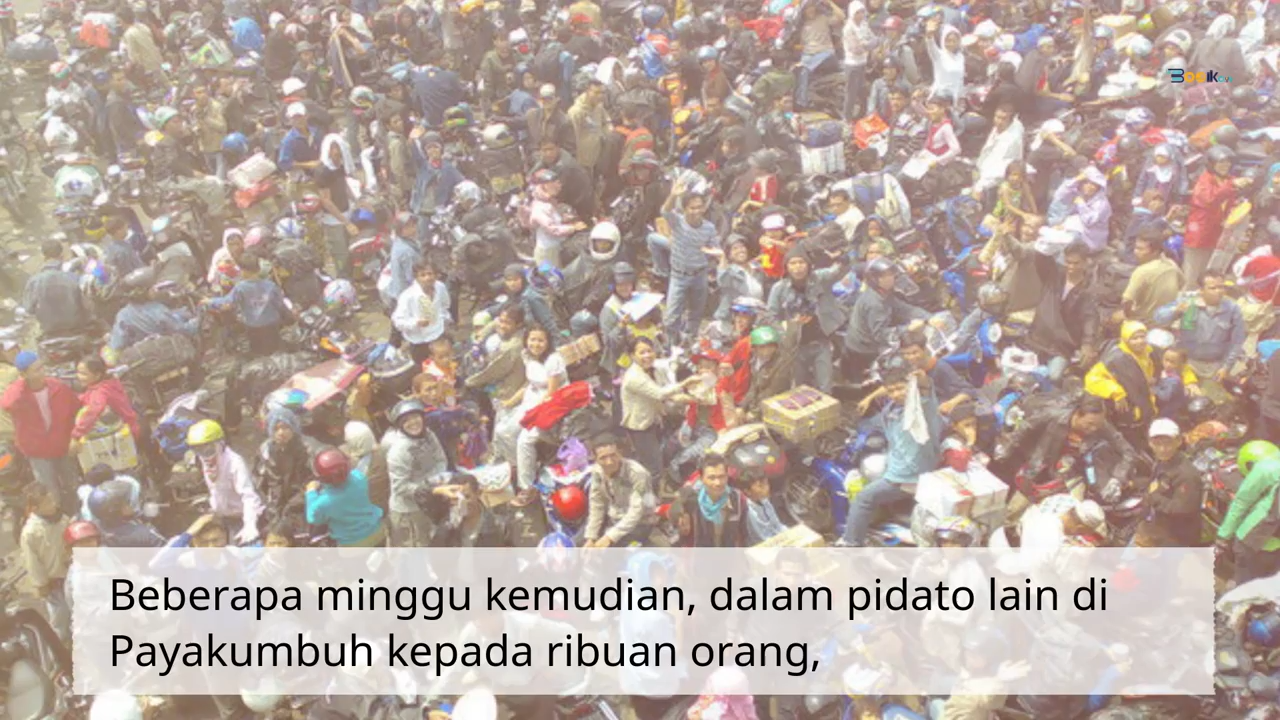 Beberapa minggu kemudian, dalam pidato lain di
Payakumbuh kepada ribuan orang,